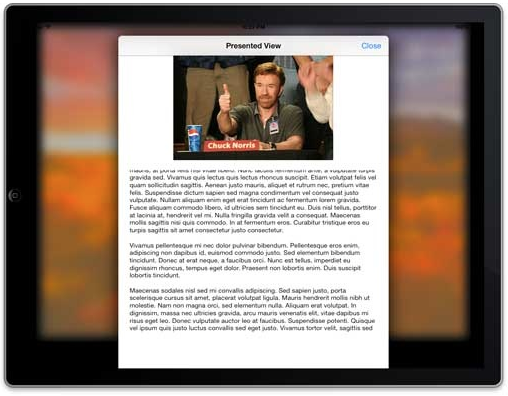 Presented View
Close
Chuck Norris
mauris, at porta felis nisi vitae libero. Nunc iaculis fermentum ante, a vulputate turpis
gravida sed. Vivamus quis lectus quis lectus rhoncus suscipit. Etiam volutpat felis vel
quam sollicitudin sagittis. Aenean justo mauris, aliquet et rutrum nec, pretium vitae
felis. Suspendisse dictum sapien sed magna condimentum vel consequat justo
vulputate. Nullam aliquam enim eget erat tincidunt ac fermentum lorem gravida.
Fusce aliquam commodo libero, id ultricies sem tincidunt eu. Duis nisl tellus, porttitor
at lacinia at, hendrerit vel mi. Nulla fringilla gravida velit a consequat. Maecenas
mollis sagittis nisi quis commodo. In at fermentum eros. Curabitur tristique eros eu
turpis sagittis sit amet consectetur justo consectetur.
Vivamus pellentesque mi nec dolor pulvinar bibendum. Pellentesque eros enim,
adipiscing non dapibus id, euismod commodo justo. Sed elementum bibendum
tincidunt. Donec at erat neque, a faucibus orci. Nunc est tellus, imperdiet eu
dignissim rhoncus, tempus eget dolor. Praesent non lobortis enim. Duis suscipit
lobortis tincidunt.
Maecenas sodales nisl sed mi convallis adipiscing. Sed sapien justo, porta
scelerisque cursus sit amet, placerat volutpat ligula. Mauris hendrerit mollis nibh ut
molestie. Nam non magna orci, sed elementum nulla. Aliquam erat volutpat. In
dignissim, massa nec ultricies gravida, arcu mauris venenatis elit, vitae dapibus mi
risus eget leo. Donec vulputate auctor leo at faucibus. Suspendisse potenti. Quisque
vel ipsum quis justo luctus convallis sed eget justo. Vivamus tortor velit, sagittis sed